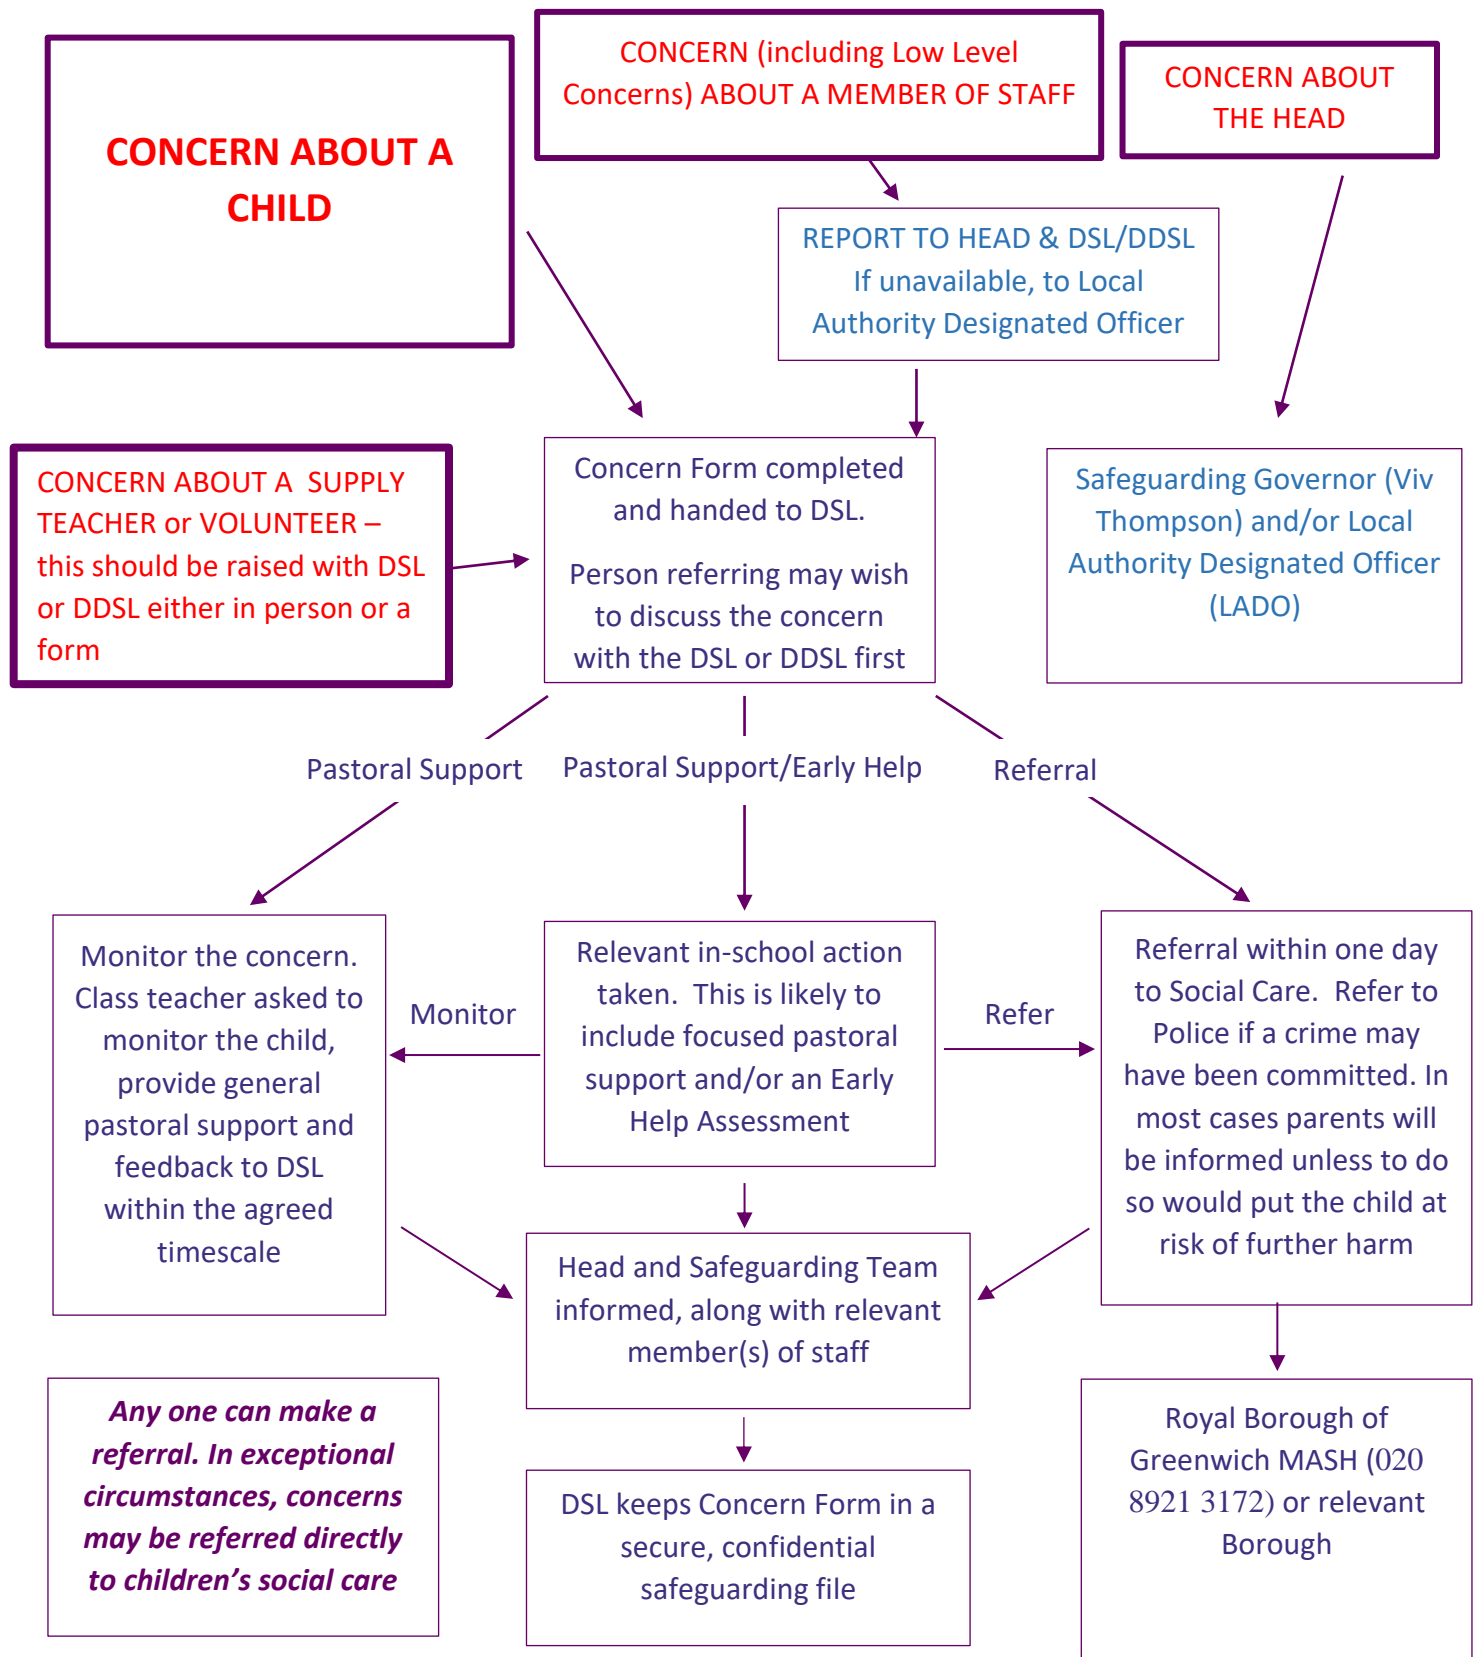 CONCERN ABOUT A
CHILD
CONCERN (including Low Level
Concerns) ABOUT A MEMBER OF STAFF
CONCERN ABOUT
THE HEAD
REPORT TO HEAD & DSL/DDSL
If unavailable, to Local
Authority Designated Officer
CONCERN ABOUT A  SUPPLY
TEACHER or VOLUNTEER –
this should be raised with DSL
or DDSL either in person or a
form
Concern Form completed
and handed to DSL.
Person referring may wish
to discuss the concern
with the DSL or DDSL first
Safeguarding Governor (Viv
Thompson) and/or Local
Authority Designated Officer
(LADO)
Pastoral Support
Pastoral Support/Early Help
Referral
Monitor the concern.
Class teacher asked to
monitor the child,
provide general
pastoral support and
feedback to DSL
within the agreed
timescale
Monitor
Relevant in-school action
taken.  This is likely to
include focused pastoral
support and/or an Early
Help Assessment
Refer
Referral within one day
to Social Care.  Refer to
Police if a crime may
have been committed. In
most cases parents will
be informed unless to do
so would put the child at
risk of further harm
Head and Safeguarding Team
informed, along with relevant
member(s) of staff
Any one can make a
referral. In exceptional
circumstances, concerns
may be referred directly
to children’s social care
DSL keeps Concern Form in a
secure, confidential
safeguarding file
Royal Borough of
Greenwich MASH (020
8921 3172) or relevant
Borough